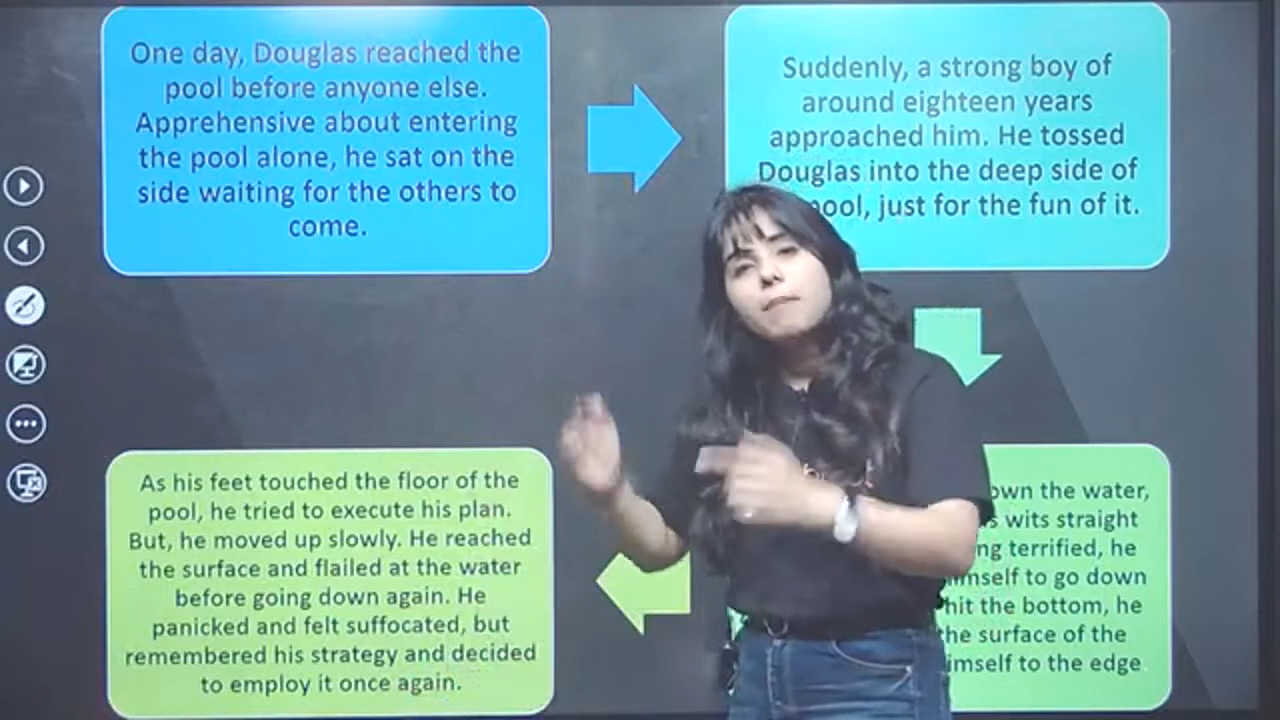 One day, Douglas reached the
pool before anyone else.
Apprehensive about entering
the pool alone, he sat on the
side waiting for the others to
come.
Suddenly, a strong boy of
around eighteen years
approached him. He tossed
Douglas into the deep side of
just for the fun of it.
the water,
wits straight
terrified, he
to go down
hit the bottom, he
the surface of the
to the edge
As his feet touched the floor of the
pool, he tried to execute his plan.
But, he moved up slowly. He reached
the surface and flailed at the water
before going down again. He
panicked and felt suffocated, but
remembered his strategy and decided
to employ it once again.